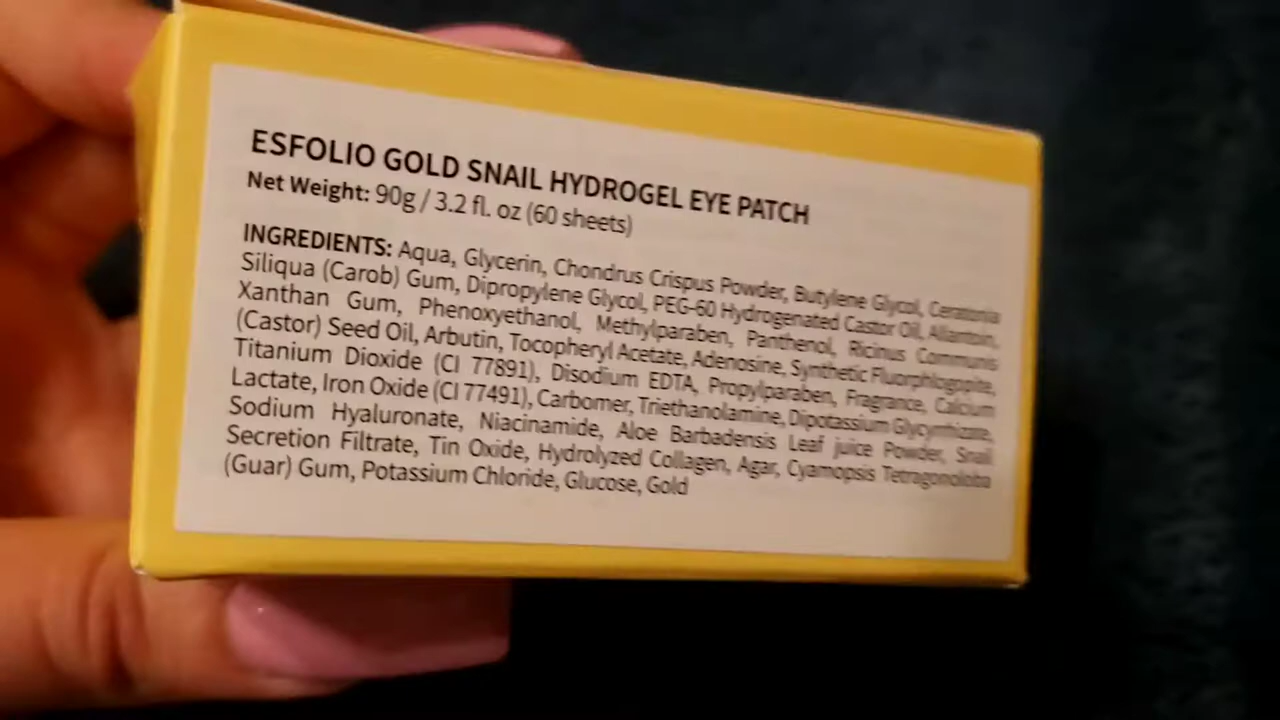 ESFOLIO GOLD SNAIL HYDROGEL EYE PATCH
Net Weight: 90g / 3.2 fl. oz (60 sheets)
INGREDIENTS: Aqua, Glycerin, Chondrus Crispus Powder, Butylene Glycol, Ceratonia
Siliqua (Carob) Gum, Dipropylene Glycol, PEG-60 Hydrogenated Castor Oil, Allantoin,
Xanthan Gum, Phenoxyethanol, Methylparaben, Panthenol, Ricinus Communis
(Castor) Seed Oil, Arbutin, Tocopheryl Acetate, Adenosine, Synthetic Fluorphlogopite,
Titanium Dioxide (CI 77891), Disodium EDTA, Propylparaben, Fragrance, Calcium
Lactate, Iron Oxide (CI 77491), Carbomer, Triethanolamine, Dipotassium Glycyrrhizate,
Sodium Hyaluronate, Niacinamide, Aloe Barbadensis Leaf juice Powder, Snail
Secretion Filtrate, Tin Oxide, Hydrolyzed Collagen, Agar, Cyamopsis Tetragonoloba
(Guar) Gum, Potassium Chloride, Glucose, Gold